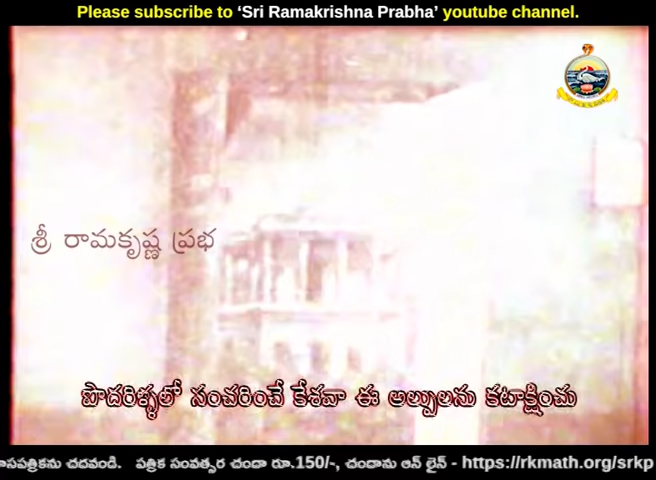 Please subscribe to ‘Sri Ramakrishna Prabha’ youtube channel.
శ్రీ రామకృష్ణ ప్రభ
పొదరిళ్ళలో సంచరించే కేశవా ఈ అల్పులను కటాక్షించు
సపత్రికను చదవండి. పత్రిక సంవత్సర చందా రూ.150/-, చందాను ఆన్ లైన్ - https://rkmath.org/srkp